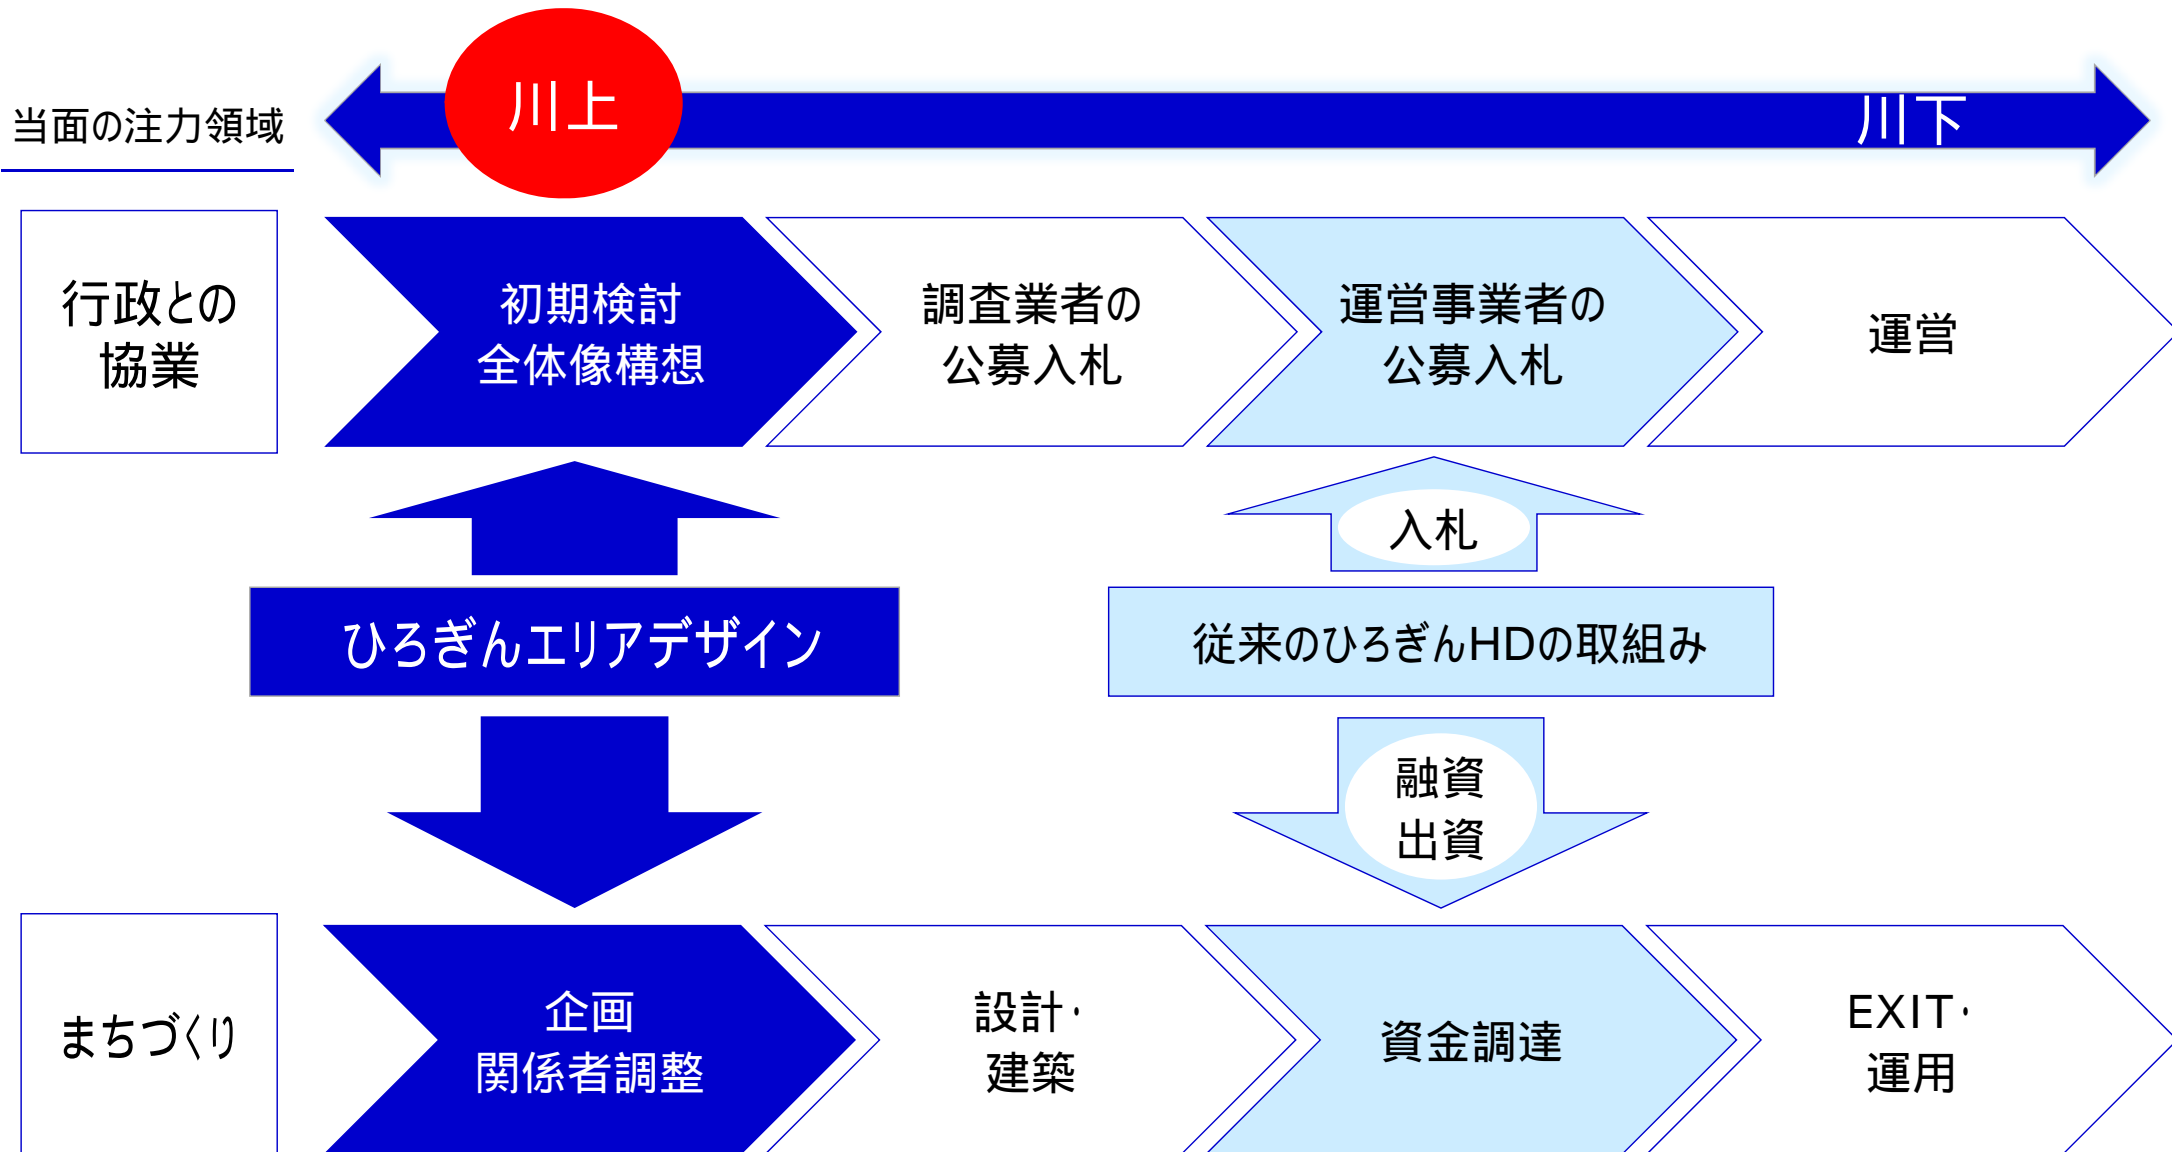 川上
川下
当面の注力領域
行政との
協業
初期検討
全体像構想
調査業者の
公募入札
運営事業者の
公募入札
運営
入札
ひろぎんエリアデザイン
従来のひろぎんHDの取組み
融資
出資
まちづくり
企画
関係者調整
設計・
建築
資金調達
EXIT・
運用